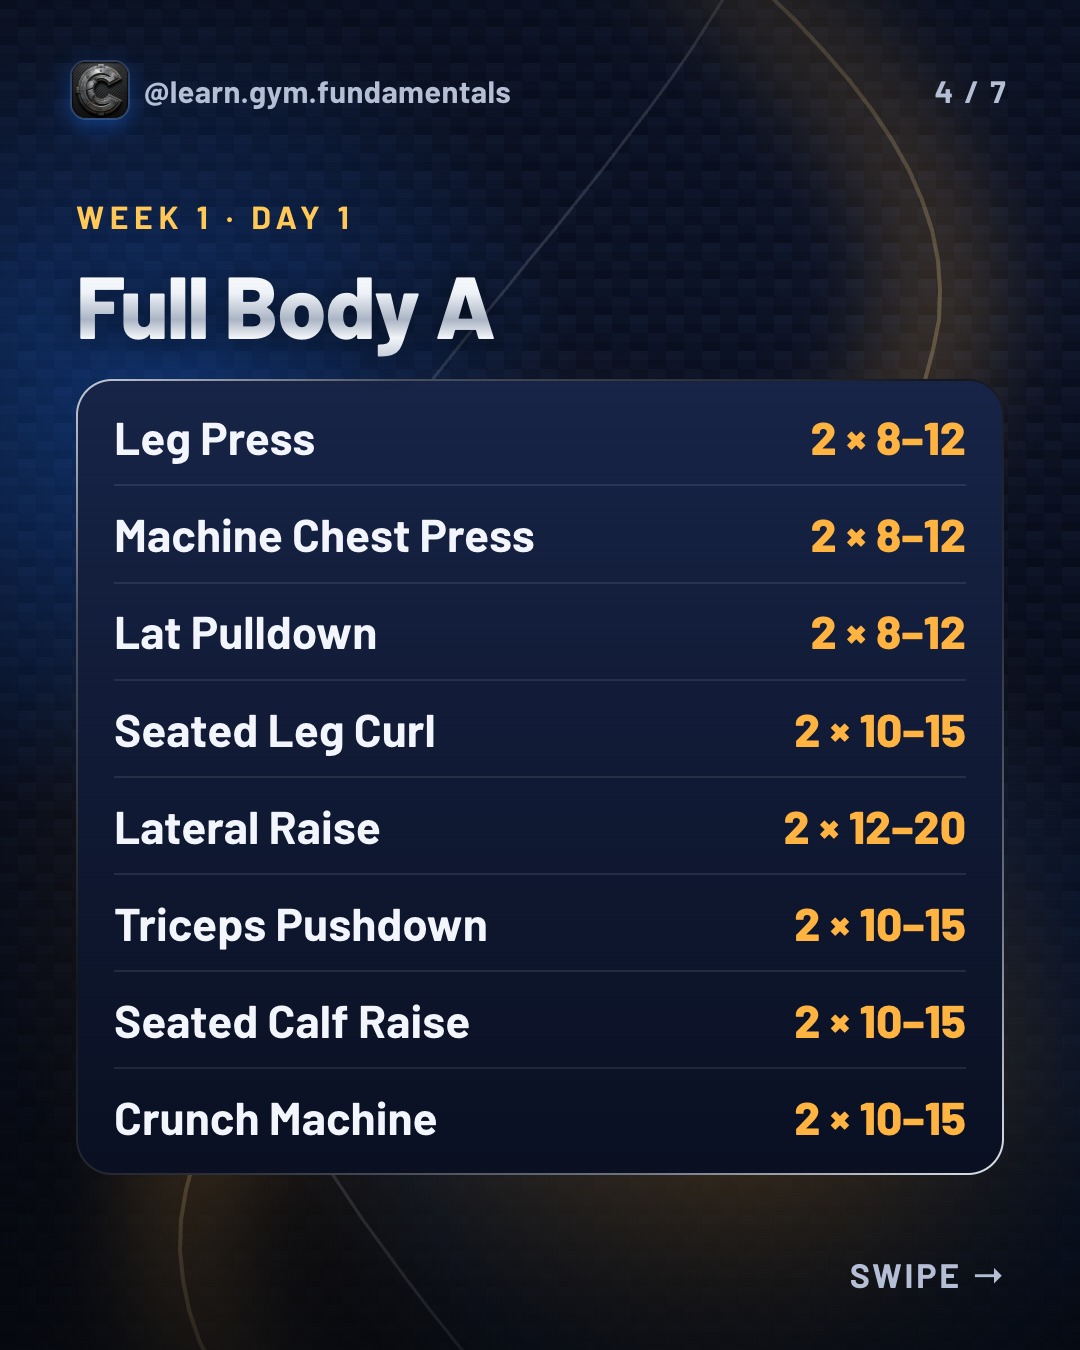 @learn.gym.fundamentals
4 / 7
WEEK 1 · DAY 1
Full Body A
Leg Press 2 × 8–12
Machine Chest Press 2 × 8–12
Lat Pulldown 2 × 8–12
Seated Leg Curl 2 × 10–15
Lateral Raise 2 × 12–20
Triceps Pushdown 2 × 10–15
Seated Calf Raise 2 × 10–15
Crunch Machine 2 × 10–15
SWIPE →